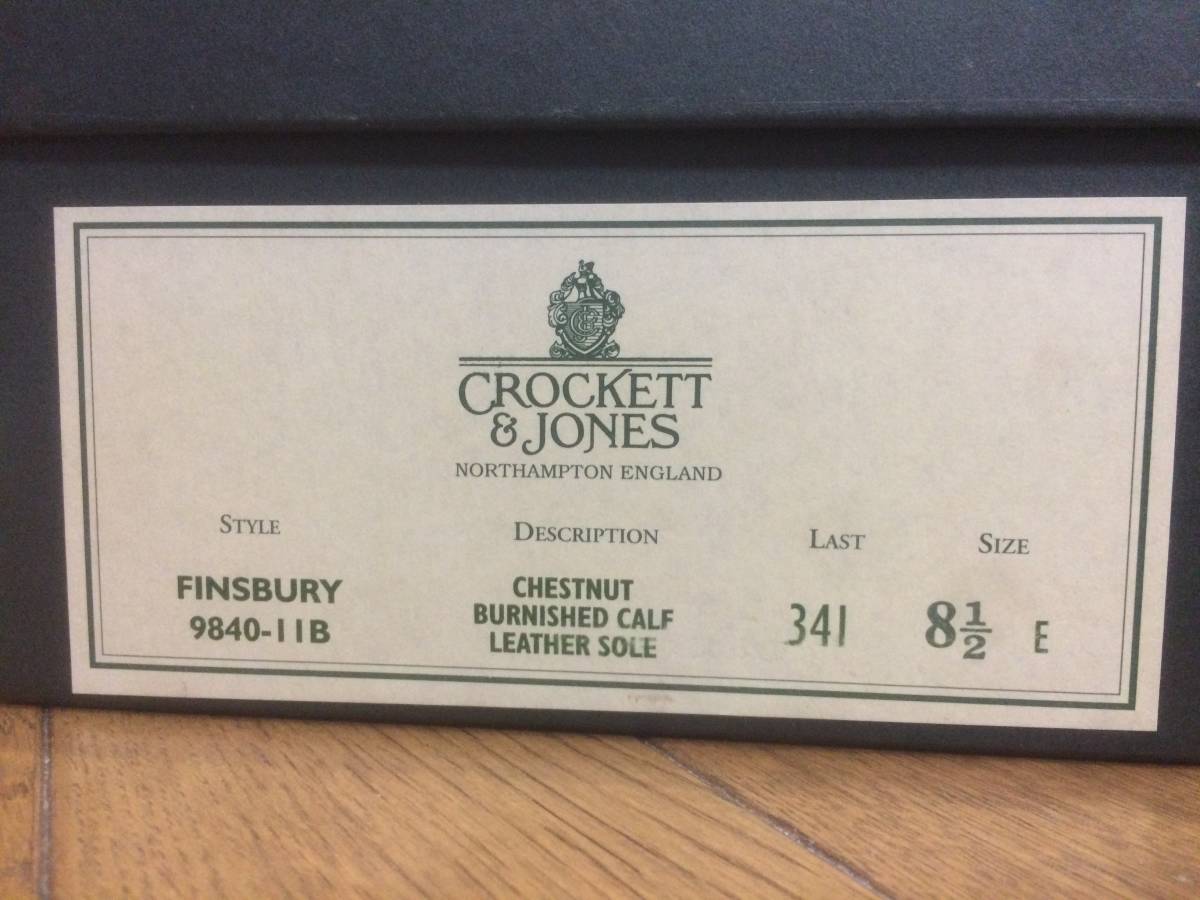 CROCKETT
& JONES
NORTHAMPTON ENGLAND
STYLE DESCRIPTION LAST SIZE
FINSBURY
9840-11B
CHESTNUT
BURNISHED CALF
LEATHER SOLE
341
8½ E